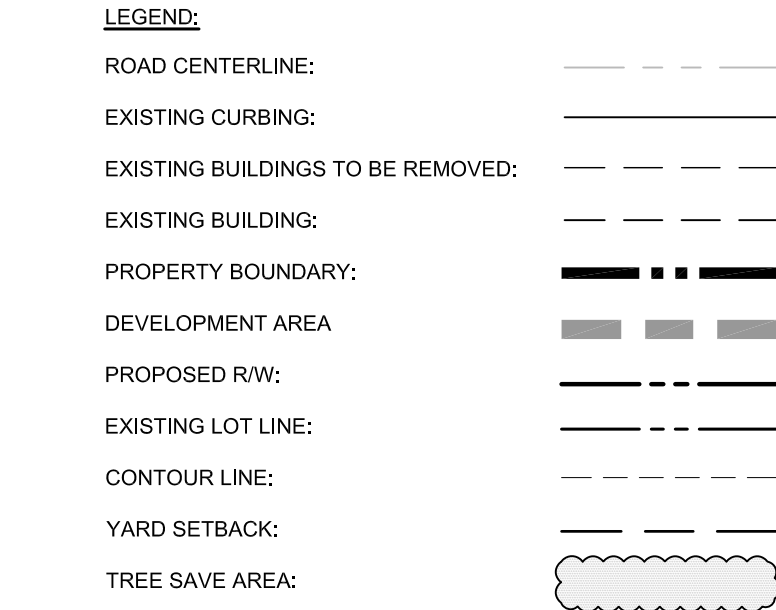 LEGEND:
ROAD CENTERLINE:
EXISTING CURBING:
EXISTING BUILDINGS TO BE REMOVED:
EXISTING BUILDING:
PROPERTY BOUNDARY:
DEVELOPMENT AREA
PROPOSED R/W:
EXISTING LOT LINE:
CONTOUR LINE:
YARD SETBACK:
TREE SAVE AREA: